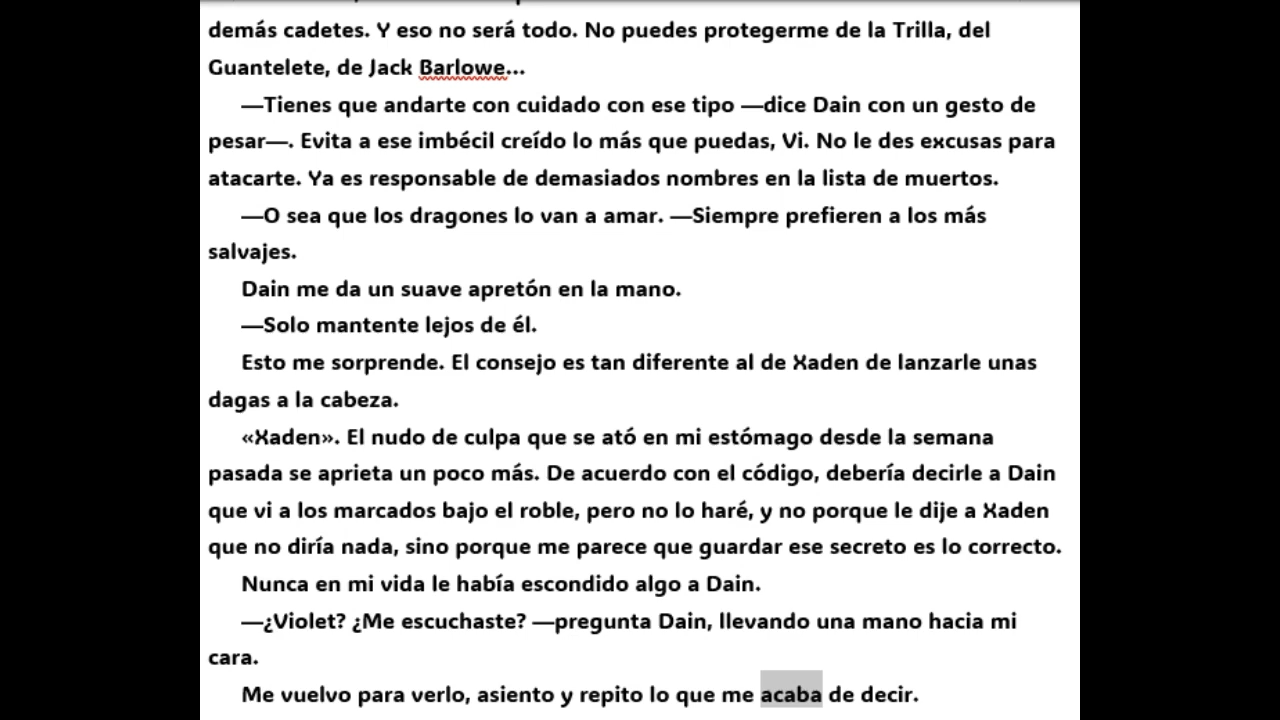 demás cadetes. Y eso no será todo. No puedes protegerme de la Trilla, del
Guantelete, de Jack Barlowe...
—Tienes que andarte con cuidado con ese tipo —dice Dain con un gesto de
pesar—. Evita a ese imbécil creído lo más que puedas, Vi. No le des excusas para
atacarte. Ya es responsable de demasiados nombres en la lista de muertos.
—O sea que los dragones lo van a amar. —Siempre prefieren a los más
salvajes.
Dain me da un suave apretón en la mano.
—Solo mantente lejos de él.
Esto me sorprende. El consejo es tan diferente al de Xaden de lanzarle unas
dagas a la cabeza.
«Xaden». El nudo de culpa que se ató en mi estómago desde la semana
pasada se aprieta un poco más. De acuerdo con el código, debería decirle a Dain
que vi a los marcados bajo el roble, pero no lo haré, y no porque le dije a Xaden
que no diría nada, sino porque me parece que guardar ese secreto es lo correcto.
Nunca en mi vida le había escondido algo a Dain.
—¿Violet? ¿Me escuchaste? —pregunta Dain, llevando una mano hacia mi
cara.
Me vuelvo para verlo, asiento y repito lo que me acaba de decir.